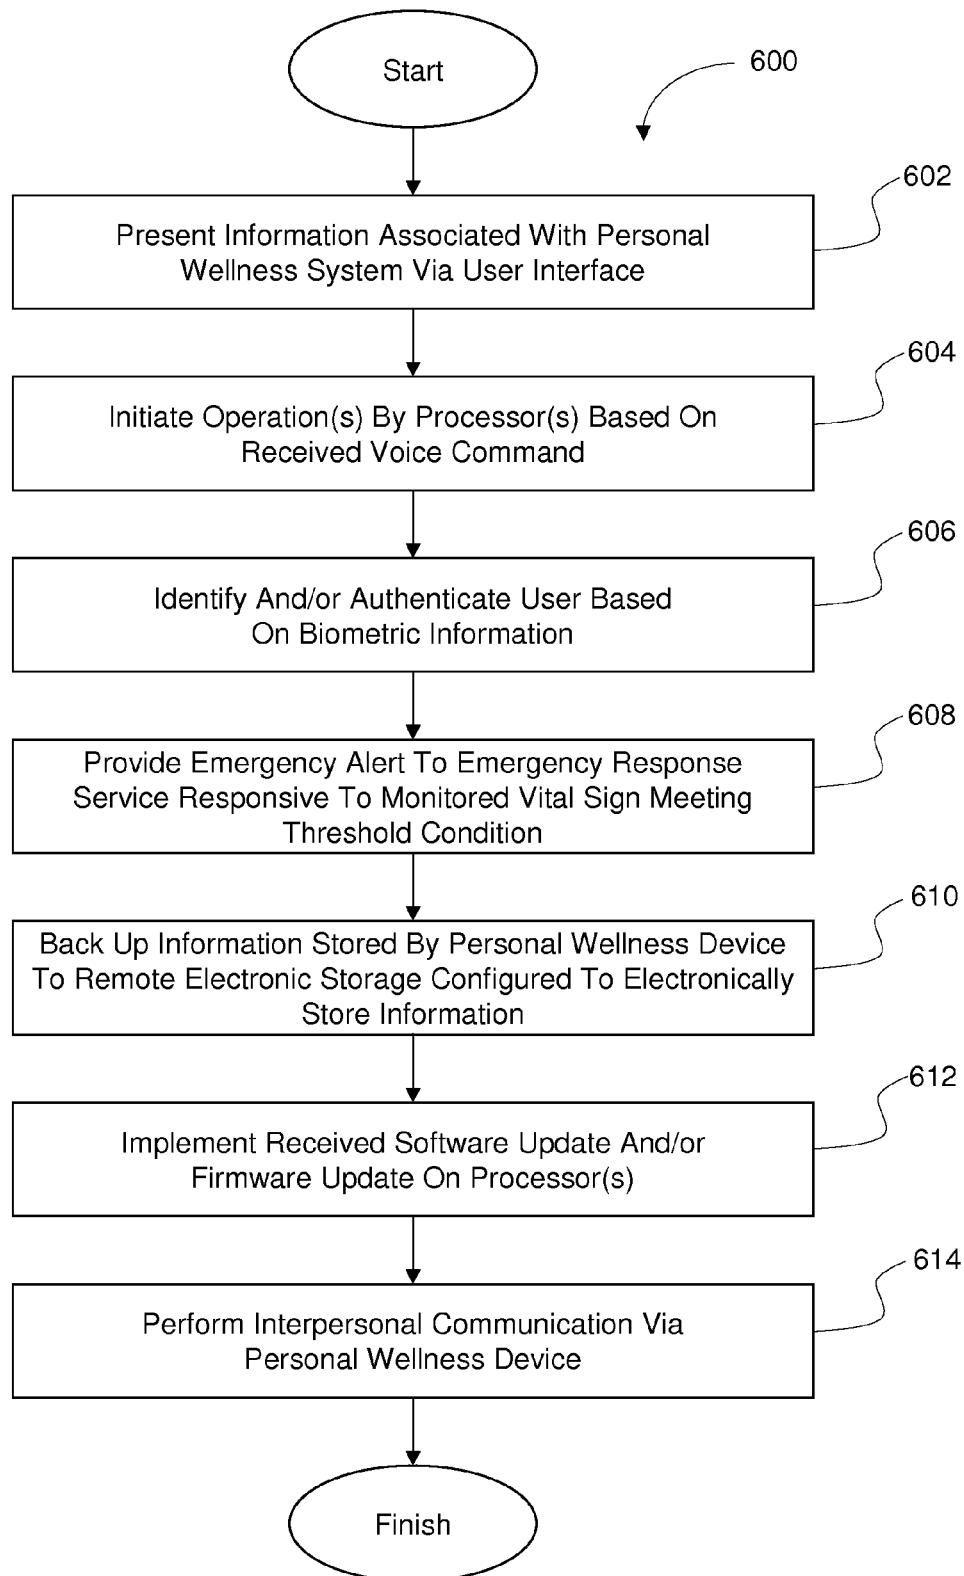 Start
600
602
Present Information Associated With Personal
Wellness System Via User Interface
604
Initiate Operation(s) By Processor(s) Based On
Received Voice Command
606
Identify And/or Authenticate User Based
On Biometric Information
608
Provide Emergency Alert To Emergency Response
Service Responsive To Monitored Vital Sign Meeting
Threshold Condition
610
Back Up Information Stored By Personal Wellness Device
To Remote Electronic Storage Configured To Electronically
Store Information
612
Implement Received Software Update And/or
Firmware Update On Processor(s)
614
Perform Interpersonal Communication Via
Personal Wellness Device
Finish